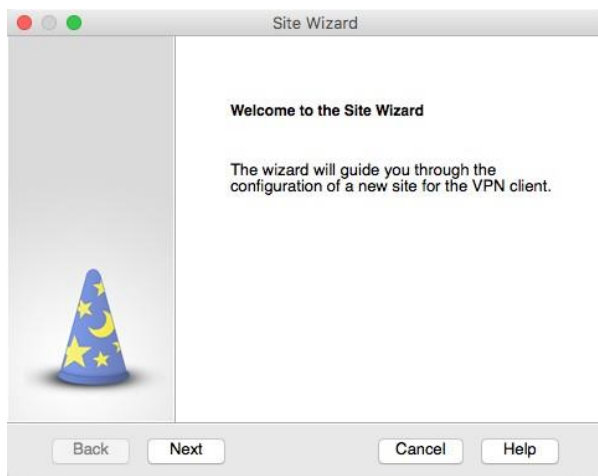 Site Wizard
Welcome to the Site Wizard
The wizard will guide you through the
configuration of a new site for the VPN client.
Back Next Cancel Help